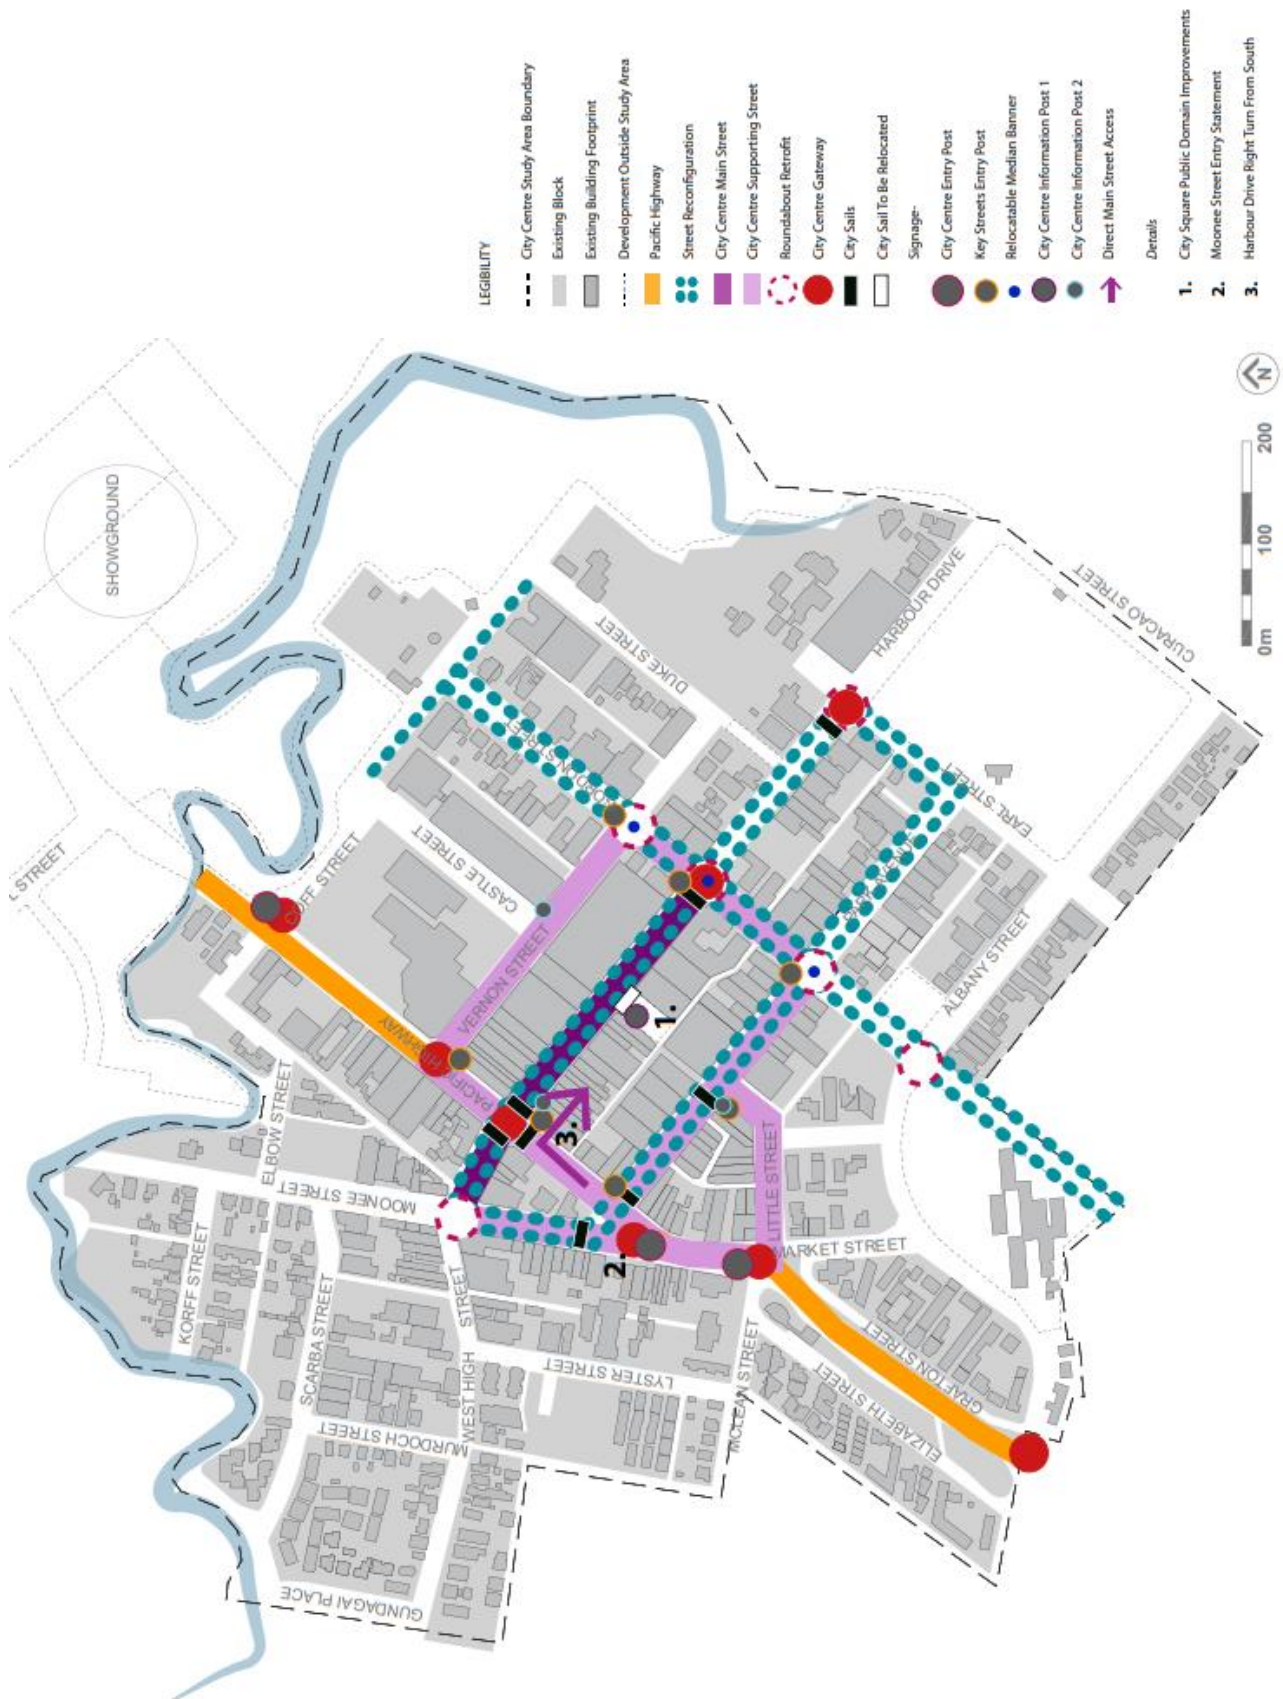 LEGIBILITY
City Centre Study Area Boundary
Existing Block
Existing Building Footprint
Development Outside Study Area
Pacific Highway
Street Reconfiguration
City Centre Main Street
City Centre Supporting Street
Roundabout Retrofit
City Centre Gateway
City Sails
City Sail To Be Relocated
Signage-
City Centre Entry Post
Key Streets Entry Post
Relocatable Median Banner
City Centre Information Post 1
City Centre Information Post 2
Direct Main Street Access
Details
1. City Square Public Domain Improvements
2. Moonee Street Entry Statement
3. Harbour Drive Right Turn From South
0m 100 200
N
SHOWGROUND
STREET
COFF STREET
CASTLE STREET
GORDON STREET
DUKE STREET
HARBOUR DRIVE
CURACAO STREET
VERNON STREET
PACIFIC HIGHWAY
ELBOW STREET
MOONEE STREET
KORFF STREET
SCARBA STREET
WEST HIGH STREET
MURDOCH STREET
LYSTER STREET
GUNDAGAI PLACE
MCLEAN STREET
ELIZABETH STREET
GRAFTON STREET
MARKET STREET
LITTLE STREET
ALBANY STREET
EARL STREET
PARK AVENUE
1.
2.
3.